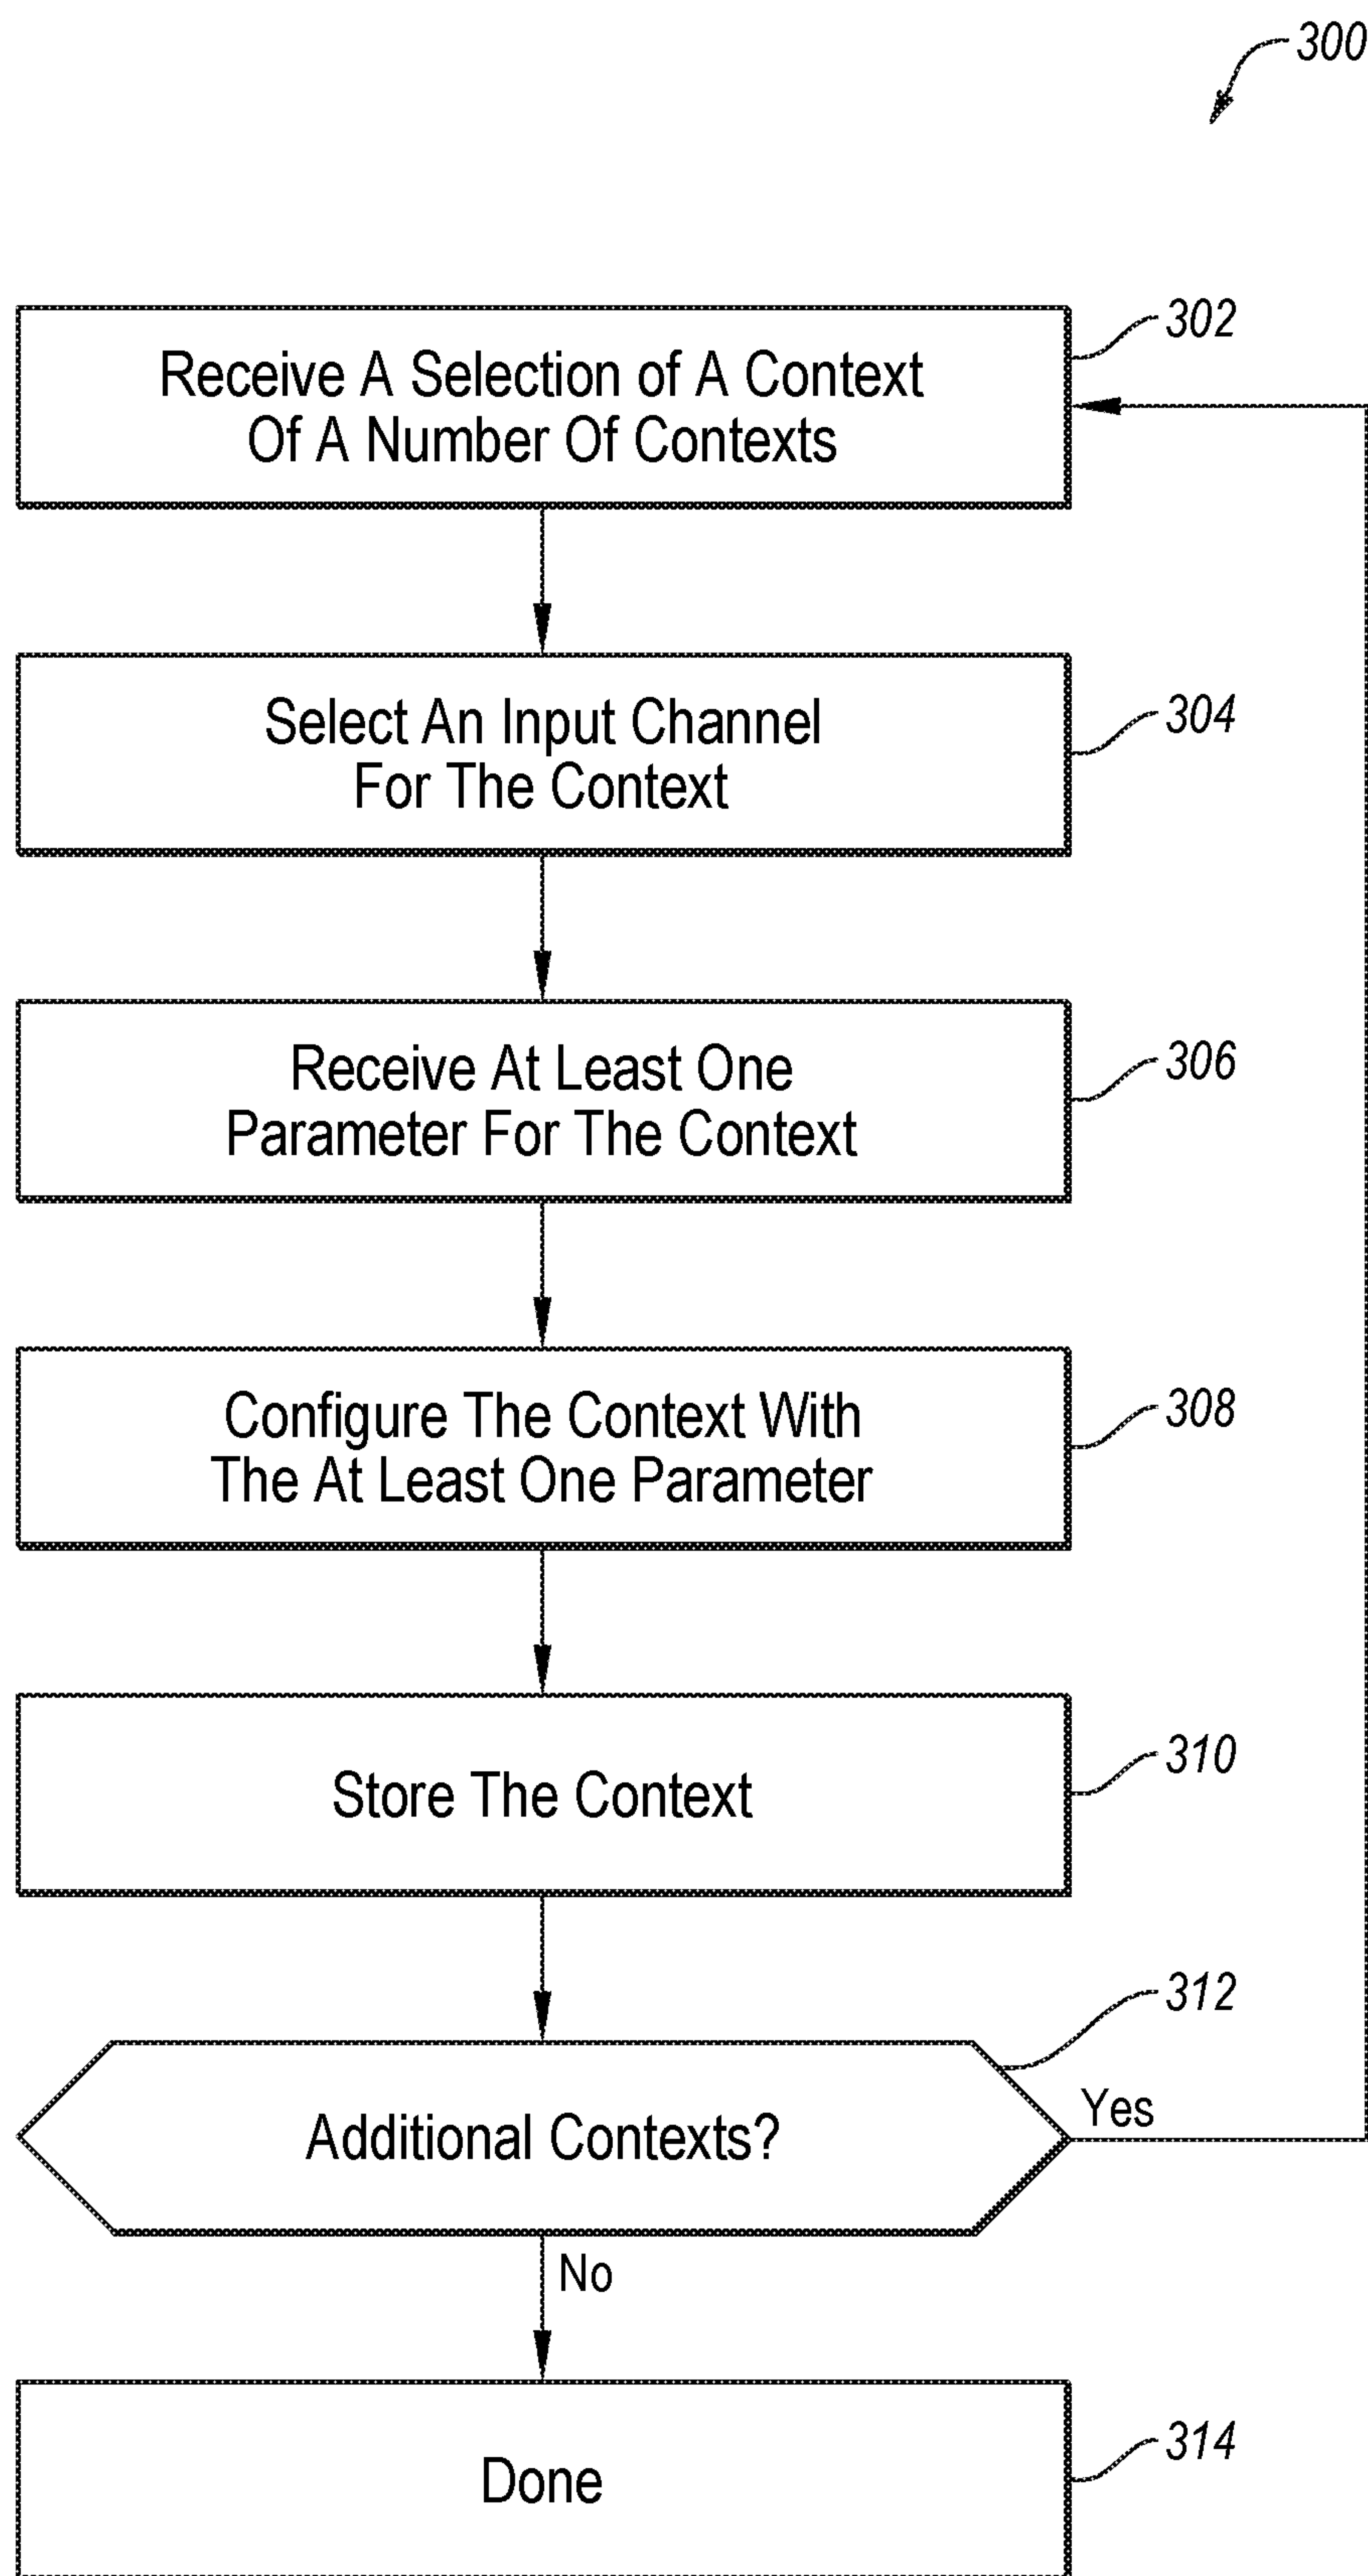 300
302
Receive A Selection of A Context
Of A Number Of Contexts
304
Select An Input Channel
For The Context
306
Receive At Least One
Parameter For The Context
308
Configure The Context With
The At Least One Parameter
310
Store The Context
312
Additional Contexts?
Yes
No
314
Done